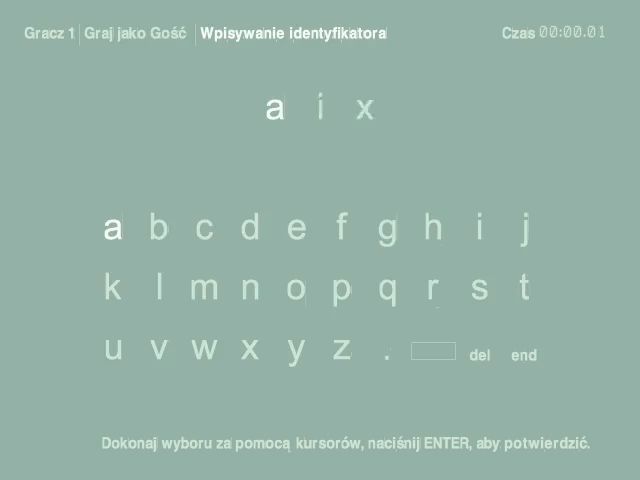 Gracz 1 Graj jako Gość Wpisywanie identyfikatora Czas 00:00.01
a i x
a b c d e f g h i j
k l m n o p q r s t
u v w x y z . del end
Dokonaj wyboru za pomocą kursorów, naciśnij ENTER, aby potwierdzić.